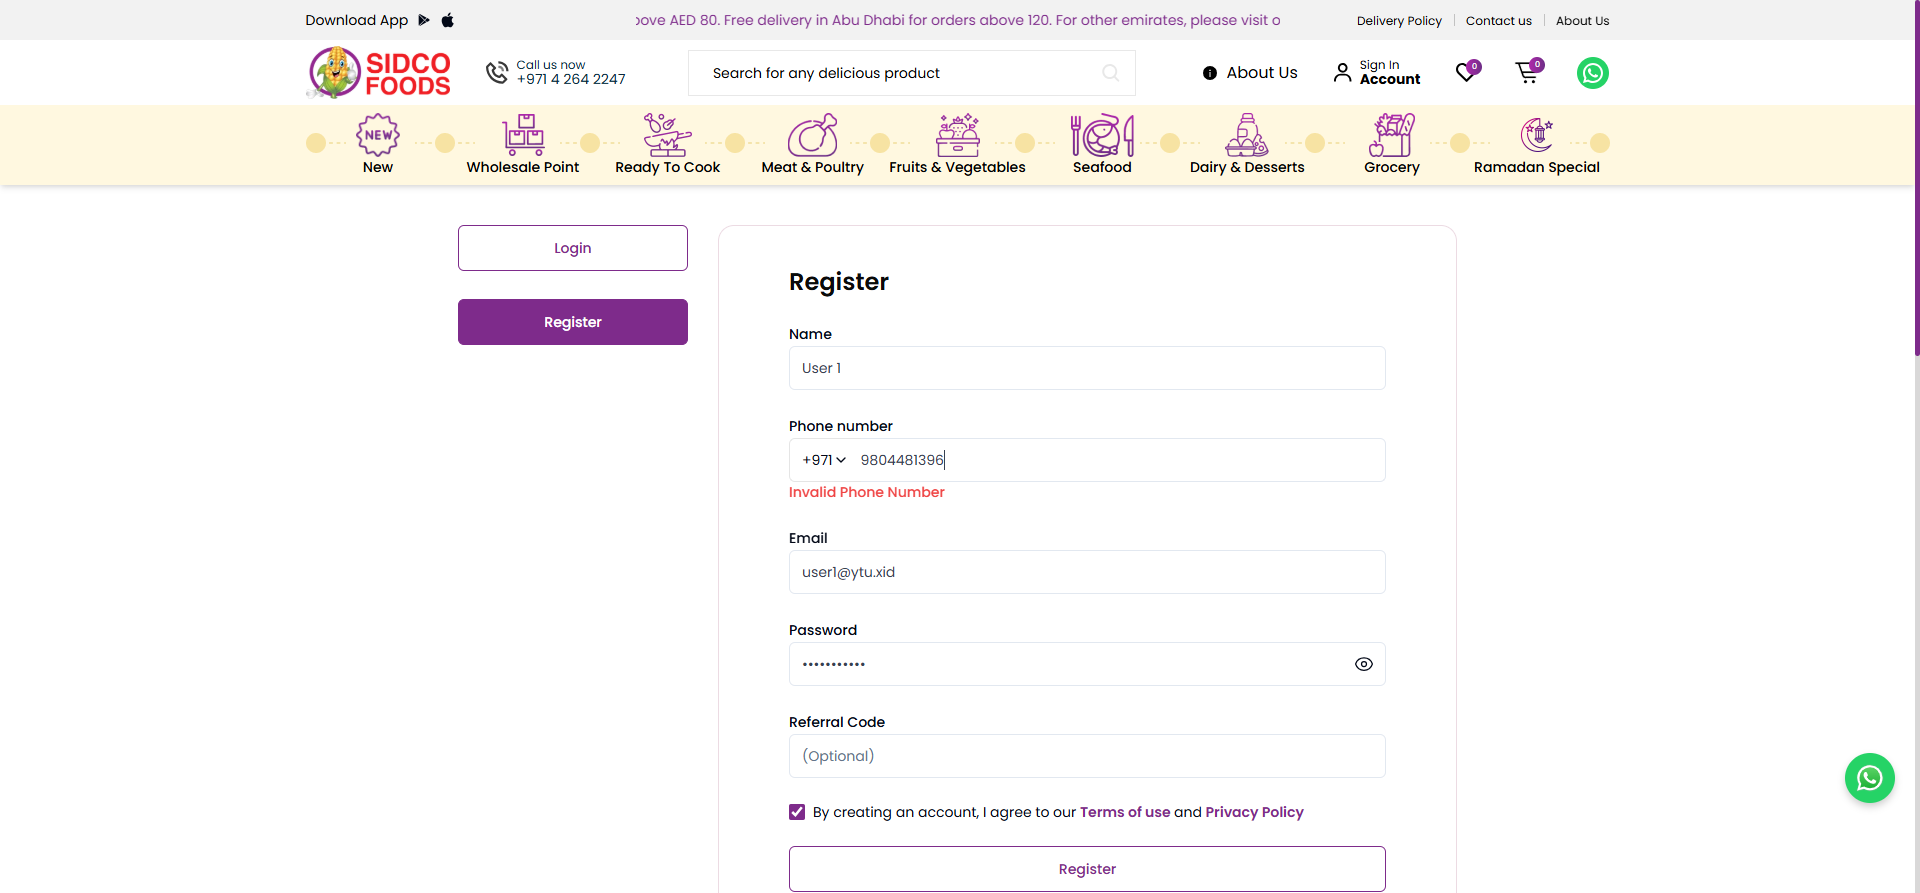 Download App
ove AED 80. Free delivery in Abu Dhabi for orders above 120. For other emirates, please visit o
Delivery Policy
Contact us
About Us
SIDCO
FOODS
Call us now
+971 4 264 2247
Search for any delicious product
About Us
Sign In
Account
0
0
NEW
New
Wholesale Point
Ready To Cook
Meat & Poultry
Fruits & Vegetables
Seafood
Dairy & Desserts
Grocery
Ramadan Special
Login
Register
Register
Name
User 1
Phone number
+971 9804481396
Invalid Phone Number
Email
user1@ytu.xid
Password
Referral Code
(Optional)
By creating an account, I agree to our Terms of use and Privacy Policy
Register